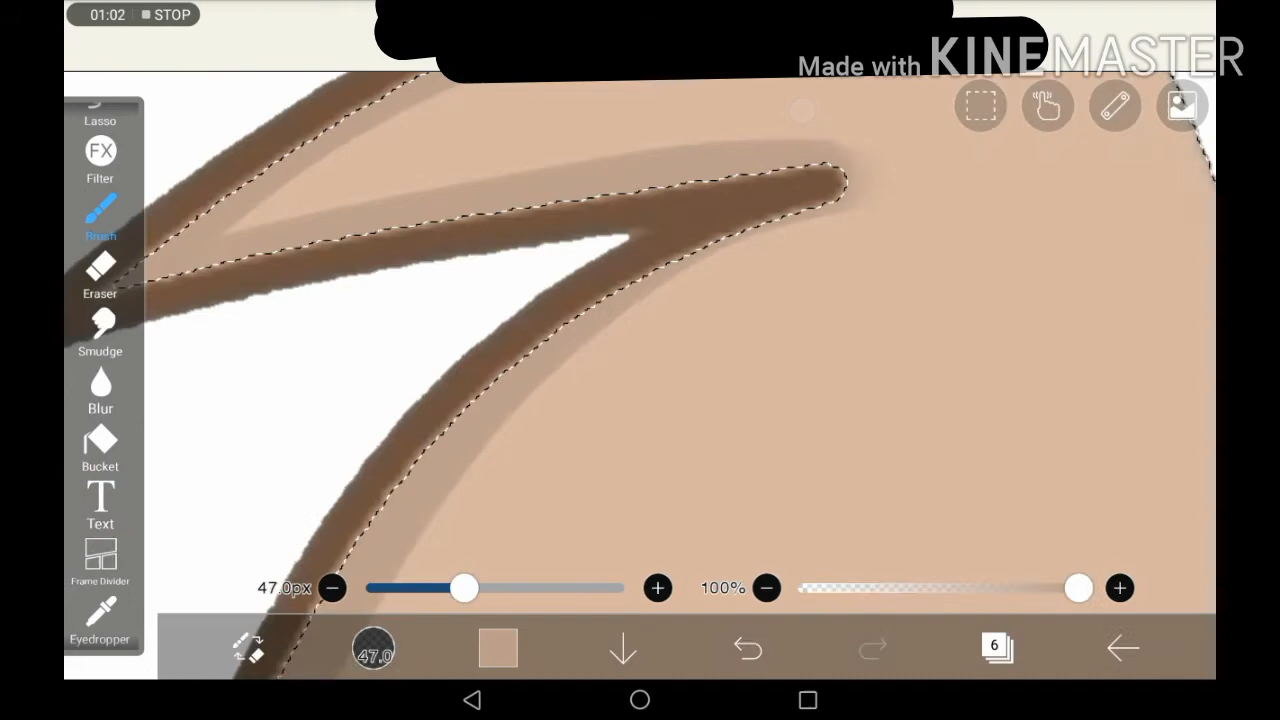 01:02 STOP
Made with KINEMASTER
Lasso
FX
Filter
Brush
Eraser
Smudge
Blur
Bucket
T
Text
Frame Divider
Eyedropper
47.0px 100%
47.0 6